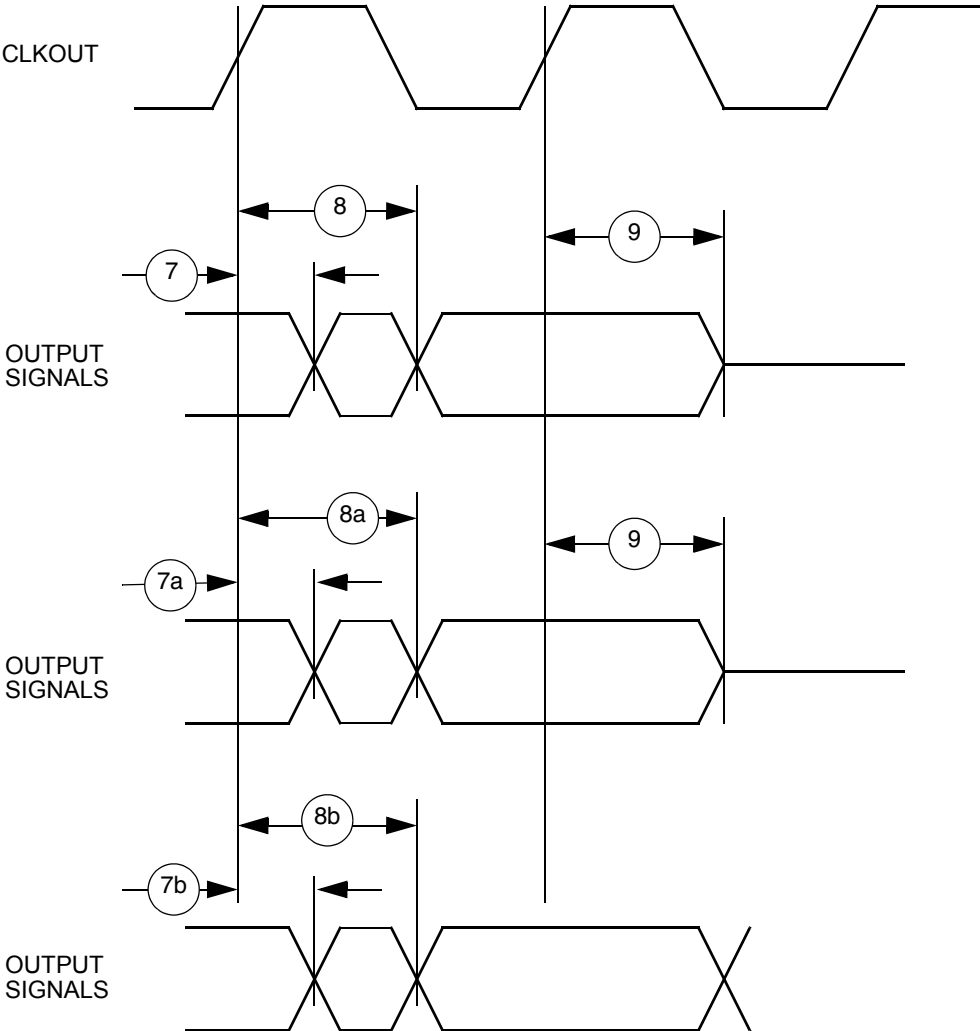 CLKOUT
8
9
7
OUTPUT
SIGNALS
8a
9
7a
OUTPUT
SIGNALS
8b
7b
OUTPUT
SIGNALS